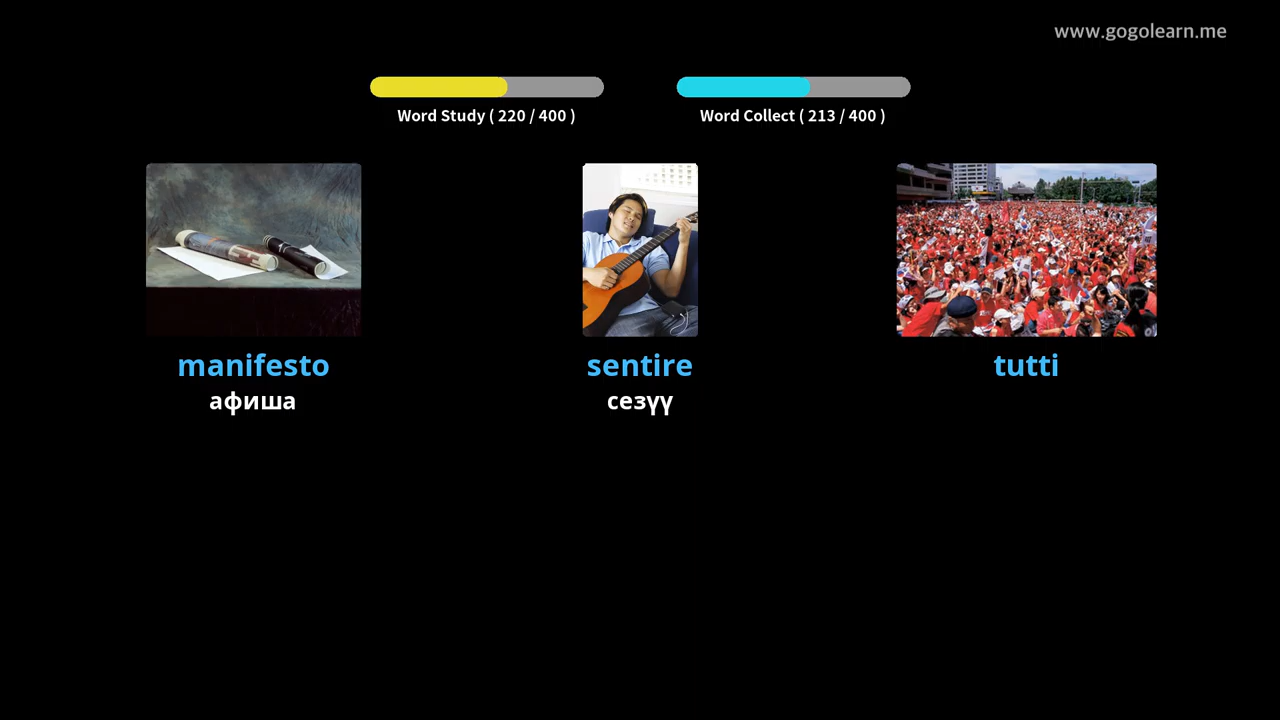 www.gogolearn.me
Word Study ( 220 / 400 )
Word Collect ( 213 / 400 )
manifesto
афиша
sentire
сезүү
tutti